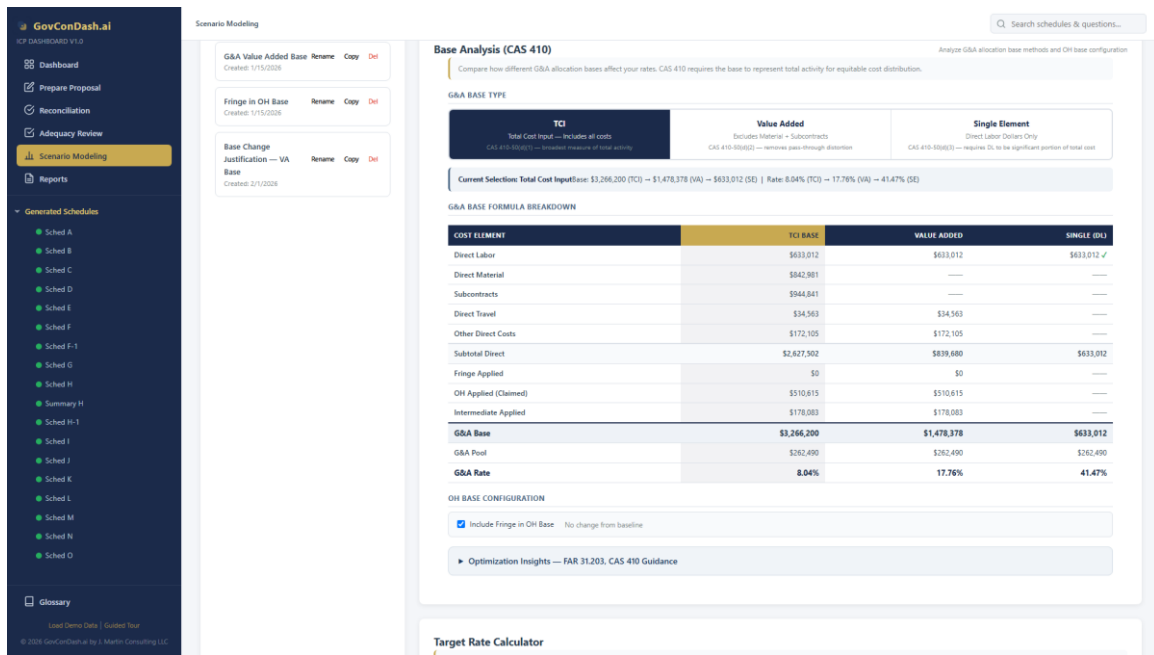 GovConDash.ai
ICP DASHBOARD V1.0
Dashboard
Prepare Proposal
Reconciliation
Adequacy Review
Scenario Modeling
Reports
Generated Schedules
Sched A
Sched B
Sched C
Sched D
Sched E
Sched F
Sched F-1
Sched G
Sched H
Summary H
Sched H-1
Sched I
Sched J
Sched K
Sched L
Sched M
Sched N
Sched O
Glossary
Load Demo Data | Guided Tour
© 2026 GovConDash.ai by J. Martin Consulting LLC
Scenario Modeling
Search schedules & questions...
G&A Value Added Base Rename Copy Del
Created: 1/15/2026
Fringe in OH Base Rename Copy Del
Created: 1/15/2026
Base Change
Justification — VA Rename Copy Del
Base
Created: 2/1/2026
Base Analysis (CAS 410) Analyze G&A allocation base methods and OH base configuration
Compare how different G&A allocation bases affect your rates. CAS 410 requires the base to represent total activity for equitable cost distribution.
G&A BASE TYPE
TCI
Total Cost Input — Includes all costs
CAS 410-50(d)(1) — broadest measure of total activity
Value Added
Excludes Material + Subcontracts
CAS 410-50(d)(2) — removes pass-through distortion
Single Element
Direct Labor Dollars Only
CAS 410-50(d)(3) — requires DL to be significant portion of total cost
Current Selection: Total Cost InputBase: $3,266,200 (TCI) → $1,478,378 (VA) → $633,012 (SE) | Rate: 8.04% (TCI) → 17.76% (VA) → 41.47% (SE)
G&A BASE FORMULA BREAKDOWN
COST ELEMENT TCI BASE VALUE ADDED SINGLE (DL)
Direct Labor $633,012 $633,012 $633,012 ✓
Direct Material $842,981 — —
Subcontracts $944,841 — —
Direct Travel $34,563 $34,563 —
Other Direct Costs $172,105 $172,105 —
Subtotal Direct $2,627,502 $839,680 $633,012
Fringe Applied $0 $0 —
OH Applied (Claimed) $510,615 $510,615 —
Intermediate Applied $178,083 $178,083 —
G&A Base $3,266,200 $1,478,378 $633,012
G&A Pool $262,490 $262,490 $262,490
G&A Rate 8.04% 17.76% 41.47%
OH BASE CONFIGURATION
Include Fringe in OH Base No change from baseline
► Optimization Insights — FAR 31.203, CAS 410 Guidance
Target Rate Calculator